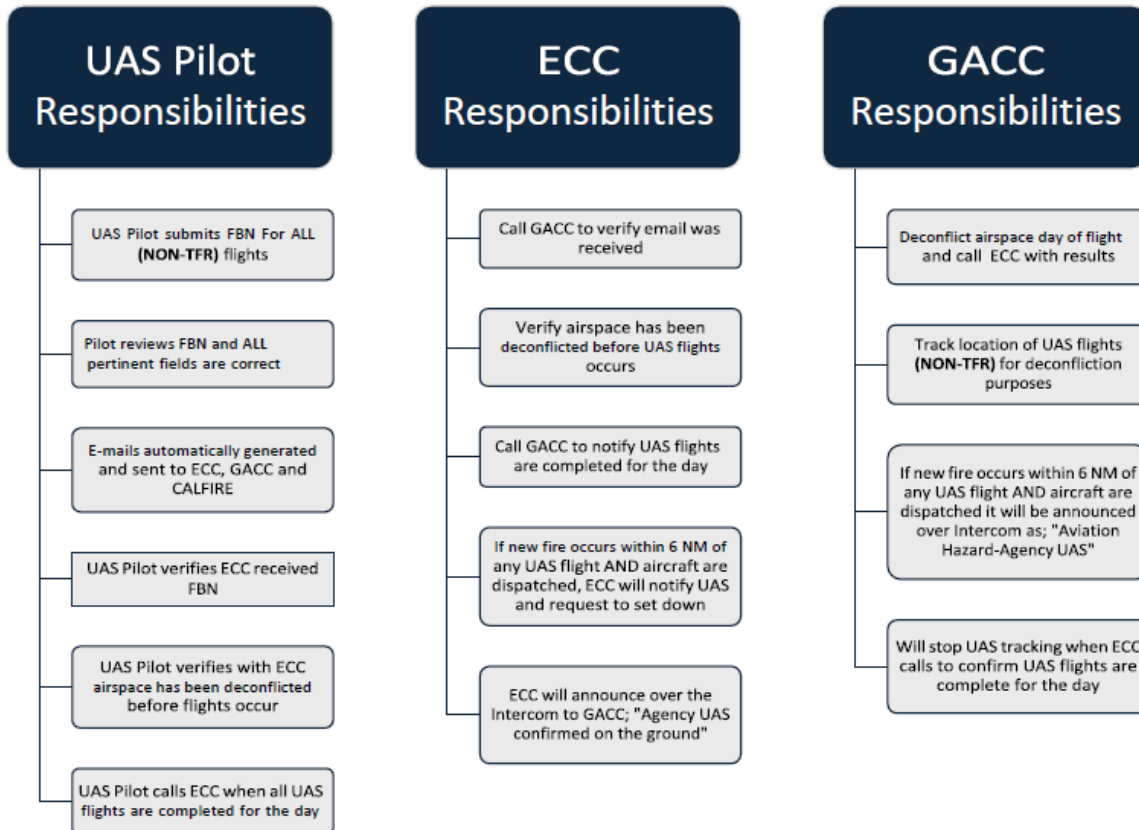 UAS Pilot
Responsibilities
UAS Pilot submits FBN For ALL
(NON-TFR) flights
Pilot reviews FBN and ALL
pertinent fields are correct
E-mails automatically generated
and sent to ECC, GACC and
CALFIRE
UAS Pilot verifies ECC received
FBN
UAS Pilot verifies with ECC
airspace has been deconflicted
before flights occur
UAS Pilot calls ECC when all UAS
flights are completed for the day
ECC
Responsibilities
Call GACC to verify email was
received
Verify airspace has been
deconflicted before UAS flights
occurs
Call GACC to notify UAS flights
are completed for the day
If new fire occurs within 6 NM of
any UAS flight AND aircraft are
dispatched, ECC will notify UAS
and request to set down
ECC will announce over the
Intercom to GACC; "Agency UAS
confirmed on the ground"
GACC
Responsibilities
Deconflict airspace day of flight
and call ECC with results
Track location of UAS flights
(NON-TFR) for deconfliction
purposes
If new fire occurs within 6 NM of
any UAS flight AND aircraft are
dispatched it will be announced
over Intercom as; "Aviation
Hazard-Agency UAS"
Will stop UAS tracking when ECC
calls to confirm UAS flights are
complete for the day